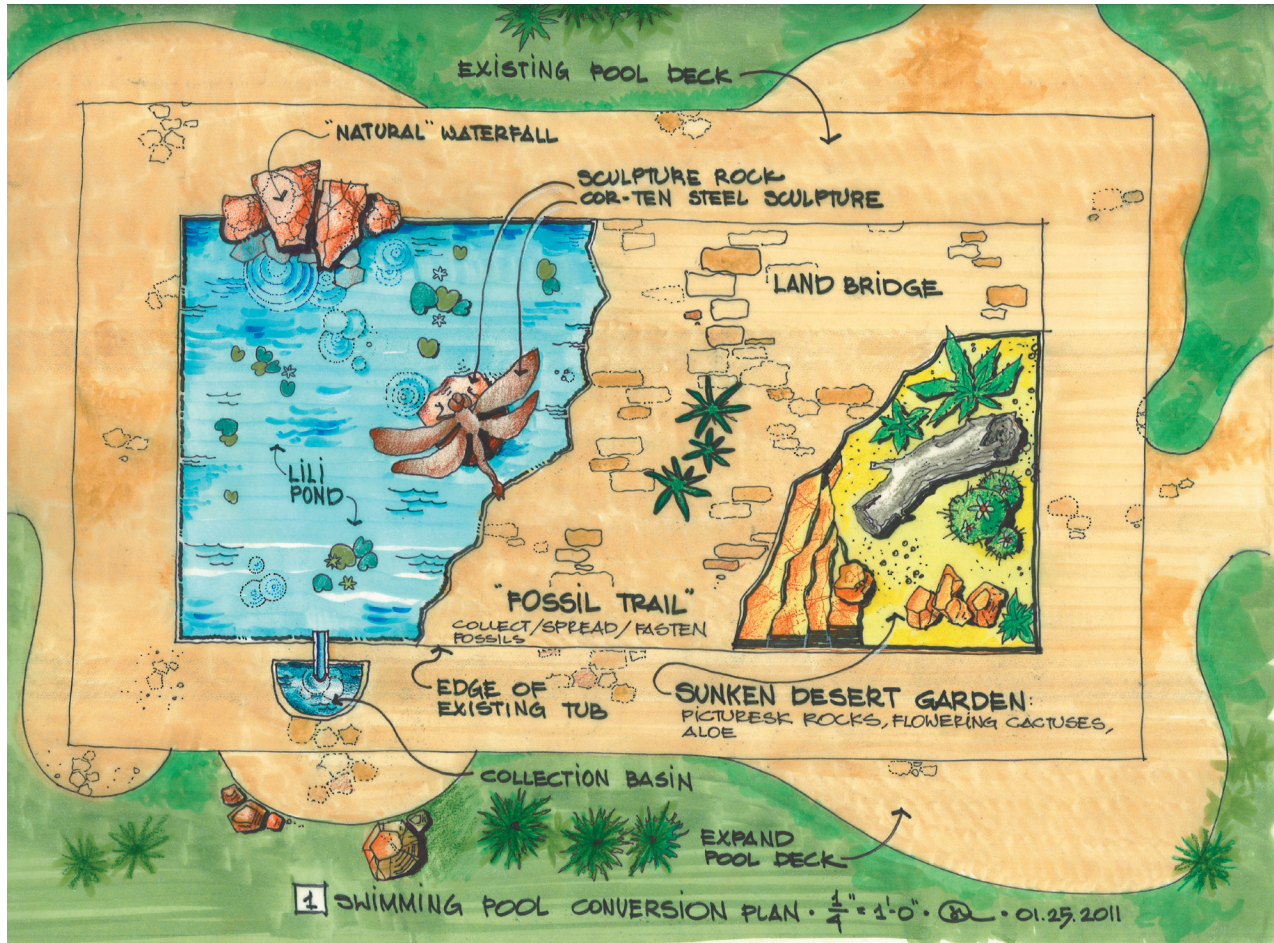 EXISTING POOL DECK
"NATURAL" WATERFALL
SCULPTURE ROCK
COR-TEN STEEL SCULPTURE
LAND BRIDGE
LILI
POND
"FOSSIL TRAIL"
COLLECT/SPREAD/FASTEN
FOSSILS
EDGE OF
EXISTING TUB
SUNKEN DESERT GARDEN:
PICTURESK ROCKS, FLOWERING CACTUSES,
ALOE
COLLECTION BASIN
EXPAND
POOL DECK
1 SWIMMING POOL CONVERSION PLAN · 1/4" = 1'-0" · 01.25.2011